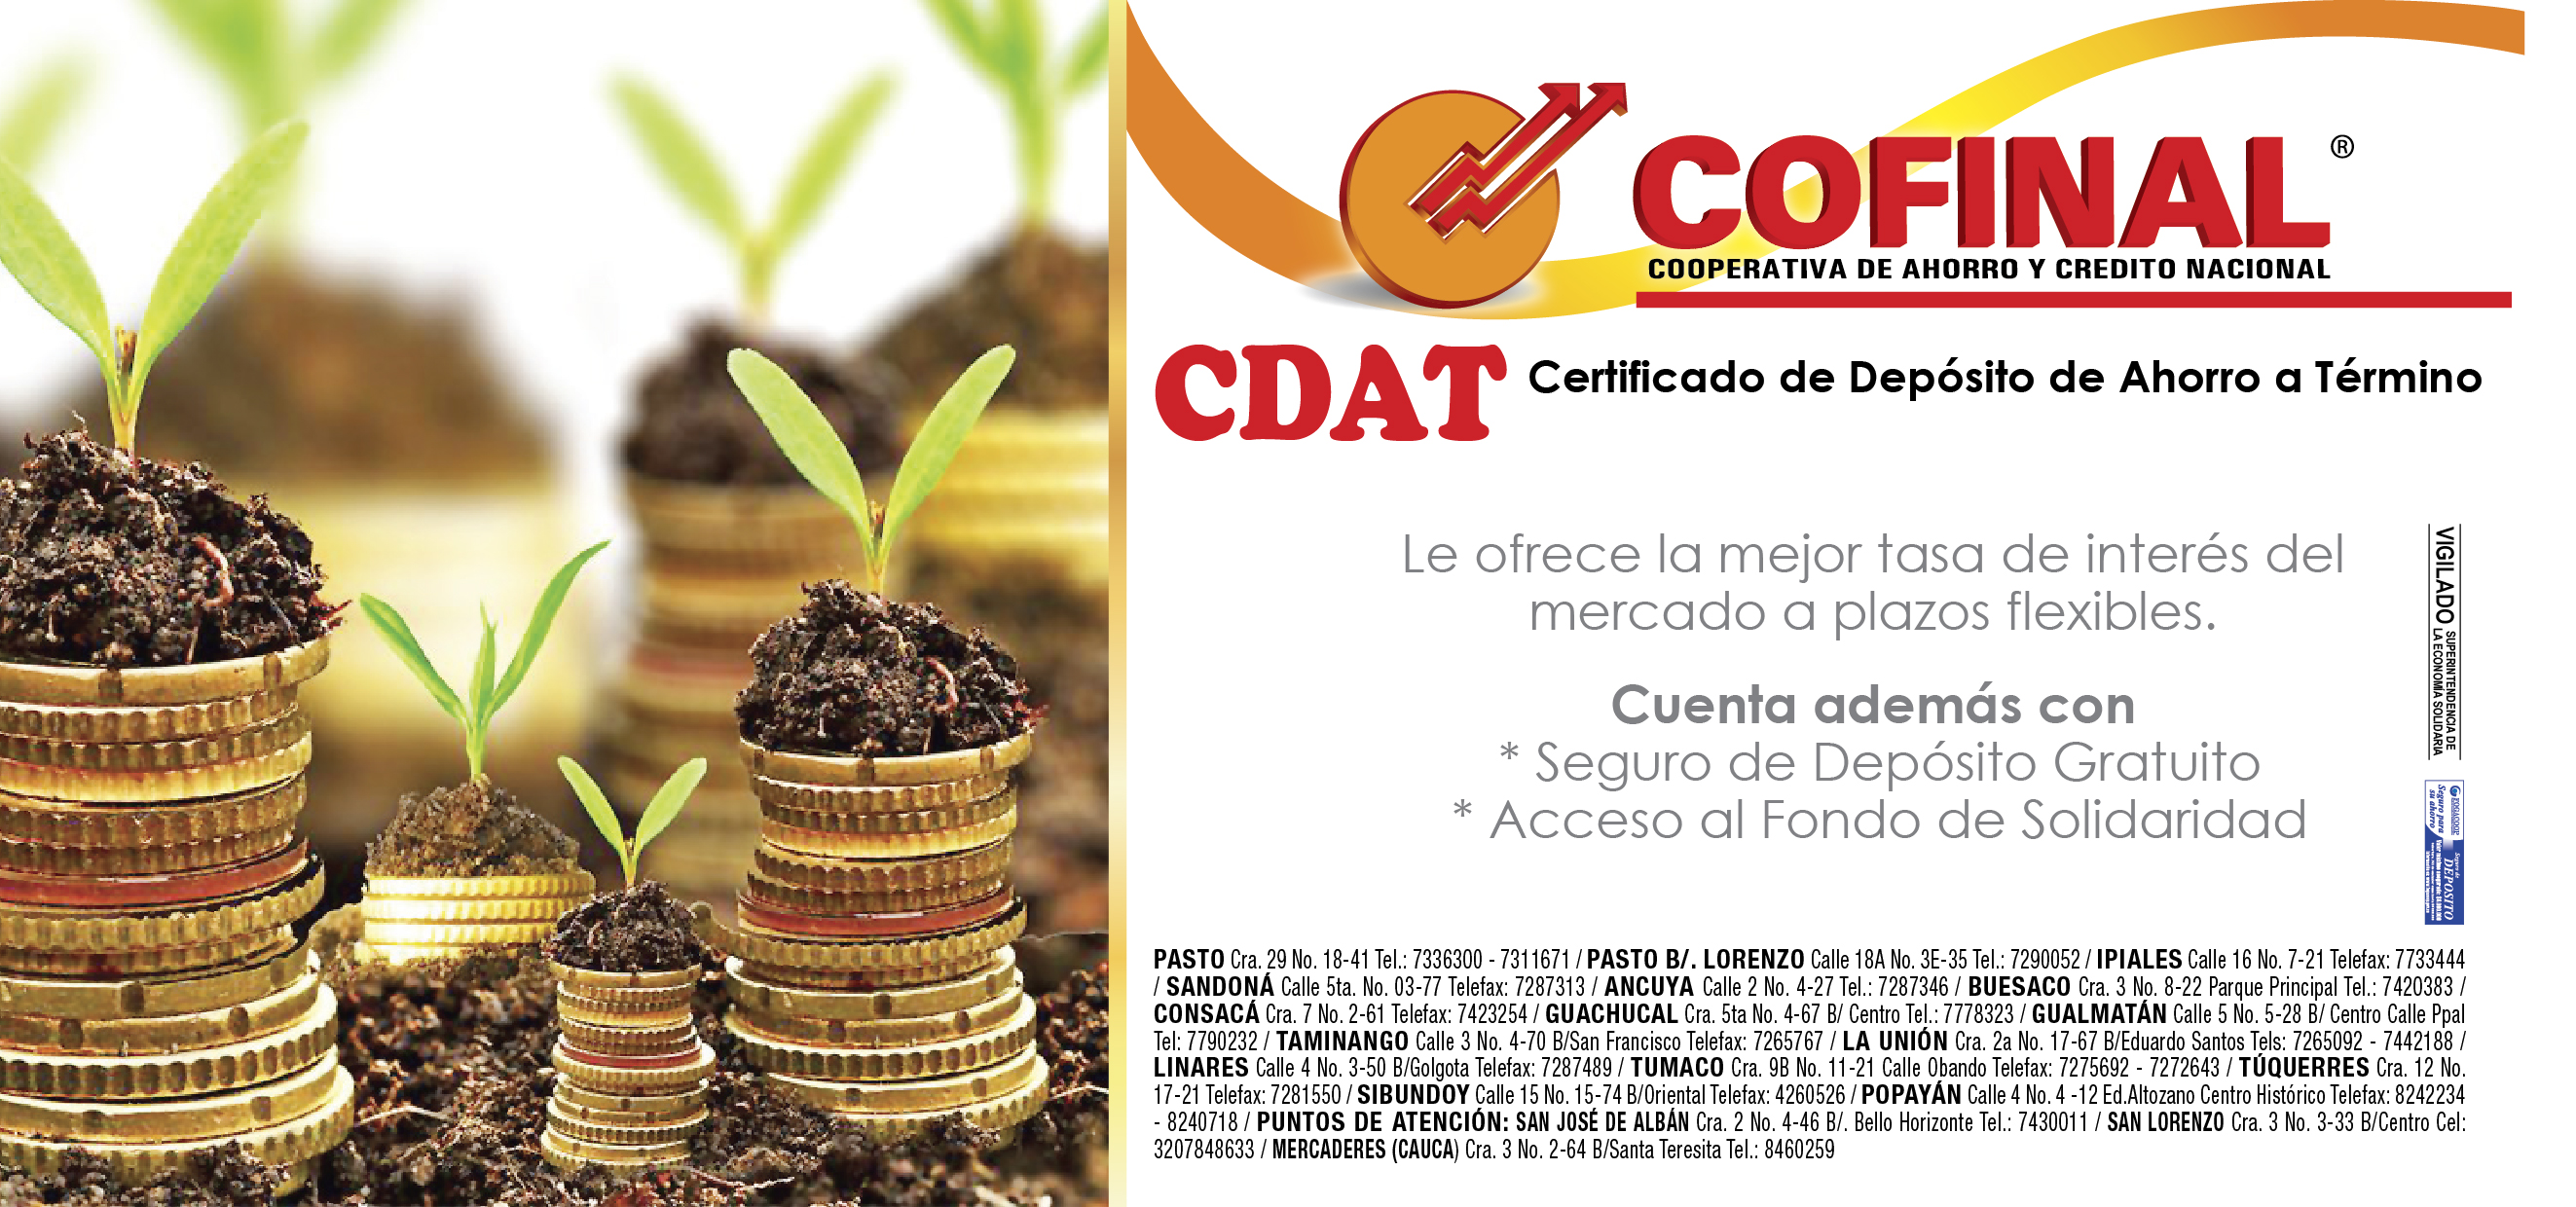 COFINAL®
COOPERATIVA DE AHORRO Y CREDITO NACIONAL
CDAT Certificado de Depósito de Ahorro a Término
Le ofrece la mejor tasa de interés del
mercado a plazos flexibles.
Cuenta además con
* Seguro de Depósito Gratuito
* Acceso al Fondo de Solidaridad
VIGILADO SUPERINTENDENCIA DE
LA ECONOMÍA SOLIDARIA
FOGACOOP
Seguro para
su ahorro
Seguro de
DEPOSITO
PASTO Cra. 29 No. 18-41 Tel.: 7336300 - 7311671 / PASTO B/. LORENZO Calle 18A No. 3E-35 Tel.: 7290052 / IPIALES Calle 16 No. 7-21 Telefax: 7733444
/ SANDONÁ Calle 5ta. No. 03-77 Telefax: 7287313 / ANCUYA Calle 2 No. 4-27 Tel.: 7287346 / BUESACO Cra. 3 No. 8-22 Parque Principal Tel.: 7420383 /
CONSACÁ Cra. 7 No. 2-61 Telefax: 7423254 / GUACHUCAL Cra. 5ta No. 4-67 B/ Centro Tel.: 7778323 / GUALMATÁN Calle 5 No. 5-28 B/ Centro Calle Ppal
Tel: 7790232 / TAMINANGO Calle 3 No. 4-70 B/San Francisco Telefax: 7265767 / LA UNIÓN Cra. 2a No. 17-67 B/Eduardo Santos Tels: 7265092 - 7442188 /
LINARES Calle 4 No. 3-50 B/Golgota Telefax: 7287489 / TUMACO Cra. 9B No. 11-21 Calle Obando Telefax: 7275692 - 7272643 / TÚQUERRES Cra. 12 No.
17-21 Telefax: 7281550 / SIBUNDOY Calle 15 No. 15-74 B/Oriental Telefax: 4260526 / POPAYÁN Calle 4 No. 4 -12 Ed.Altozano Centro Histórico Telefax: 8242234
- 8240718 / PUNTOS DE ATENCIÓN: SAN JOSÉ DE ALBÁN Cra. 2 No. 4-46 B/. Bello Horizonte Tel.: 7430011 / SAN LORENZO Cra. 3 No. 3-33 B/Centro Cel:
3207848633 / MERCADERES (CAUCA) Cra. 3 No. 2-64 B/Santa Teresita Tel.: 8460259